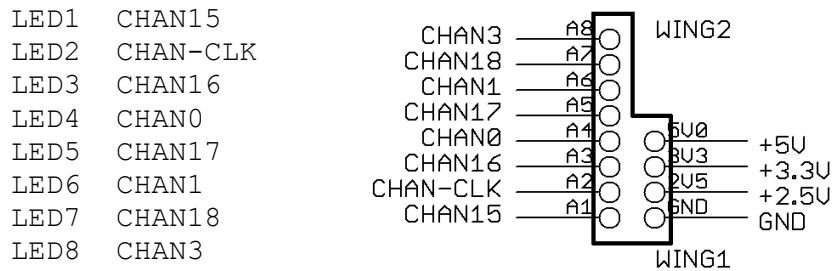 LED1 CHAN15
LED2 CHAN-CLK
LED3 CHAN16
LED4 CHAN0
LED5 CHAN17
LED6 CHAN1
LED7 CHAN18
LED8 CHAN3
WING2
CHAN3 A8
CHAN18 A7
CHAN1 A6
CHAN17 A5
CHAN0 A4 5V0 +5V
CHAN16 A3 3V3 +3.3V
CHAN-CLK A2 2V5 +2.5V
CHAN15 A1 GND GND
WING1